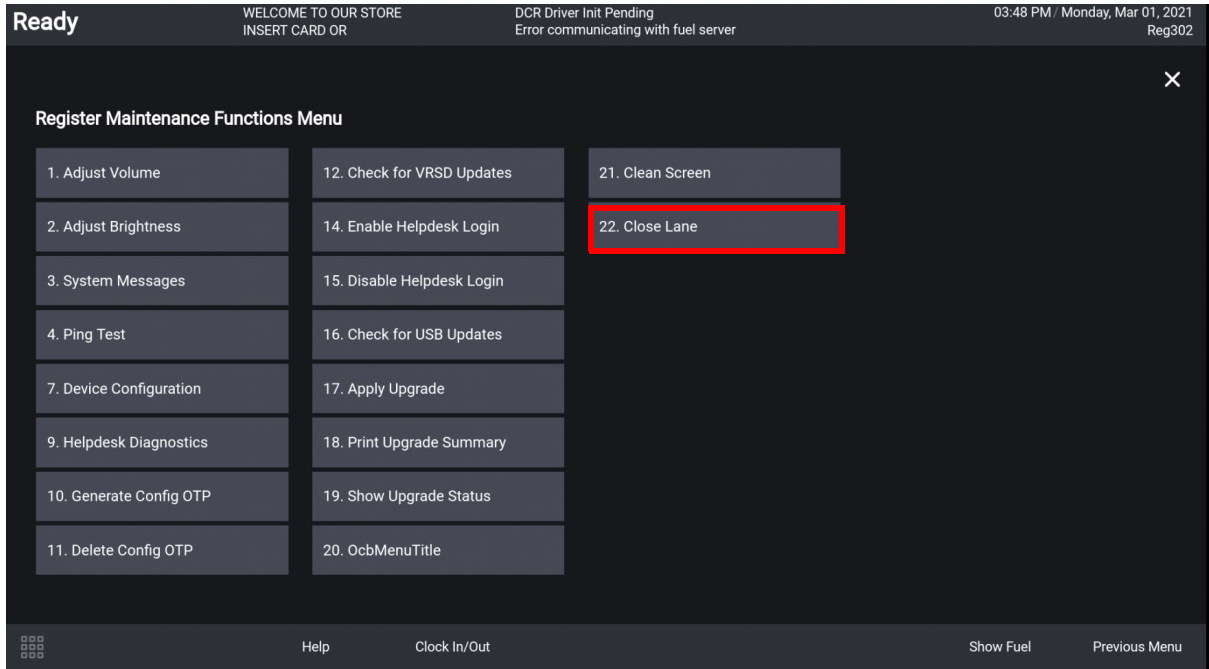 Ready
WELCOME TO OUR STORE
INSERT CARD OR
DCR Driver Init Pending
Error communicating with fuel server
03:48 PM / Monday, Mar 01, 2021
Reg302
Register Maintenance Functions Menu
1. Adjust Volume
2. Adjust Brightness
3. System Messages
4. Ping Test
7. Device Configuration
9. Helpdesk Diagnostics
10. Generate Config OTP
11. Delete Config OTP
12. Check for VRSD Updates
14. Enable Helpdesk Login
15. Disable Helpdesk Login
16. Check for USB Updates
17. Apply Upgrade
18. Print Upgrade Summary
19. Show Upgrade Status
20. OcbMenuTitle
21. Clean Screen
22. Close Lane
Help
Clock In/Out
Show Fuel
Previous Menu